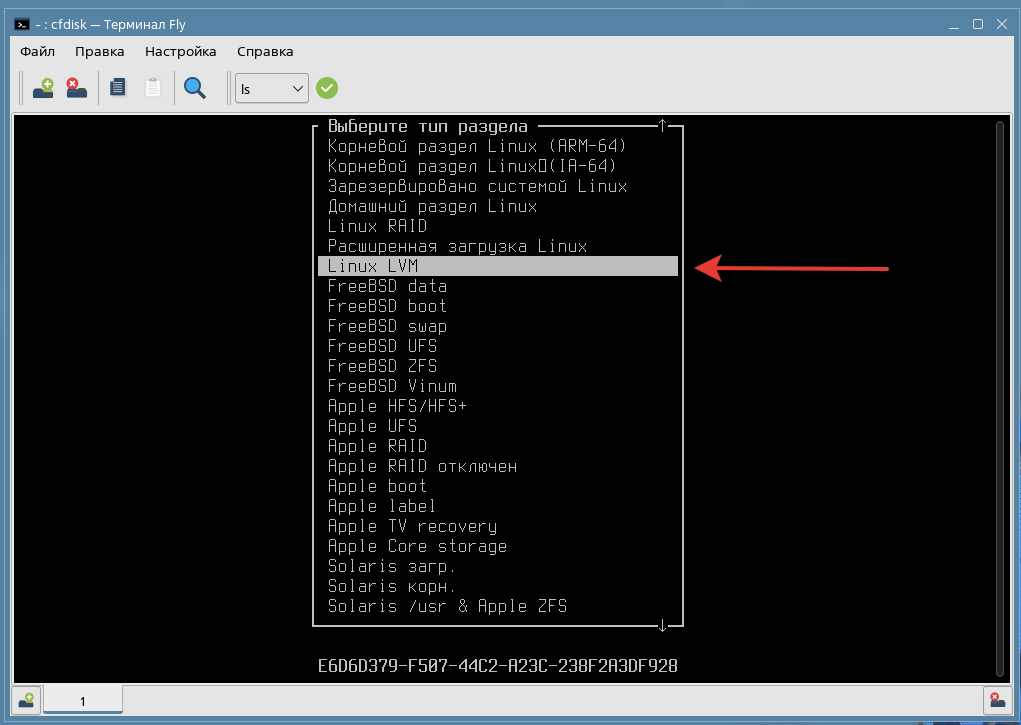 - : cfdisk — Терминал Fly
Файл Правка Настройка Справка
ls
Выберите тип раздела
Корневой раздел Linux (ARM-64)
Корневой раздел Linux▯(IA-64)
Зарезервировано системой Linux
Домашний раздел Linux
Linux RAID
Расширенная загрузка Linux
Linux LVM
FreeBSD data
FreeBSD boot
FreeBSD swap
FreeBSD UFS
FreeBSD ZFS
FreeBSD Vinum
Apple HFS/HFS+
Apple UFS
Apple RAID
Apple RAID отключен
Apple boot
Apple label
Apple TV recovery
Apple Core storage
Solaris загр.
Solaris корн.
Solaris /usr & Apple ZFS
E6D6D379-F507-44C2-A23C-238F2A3DF928
1